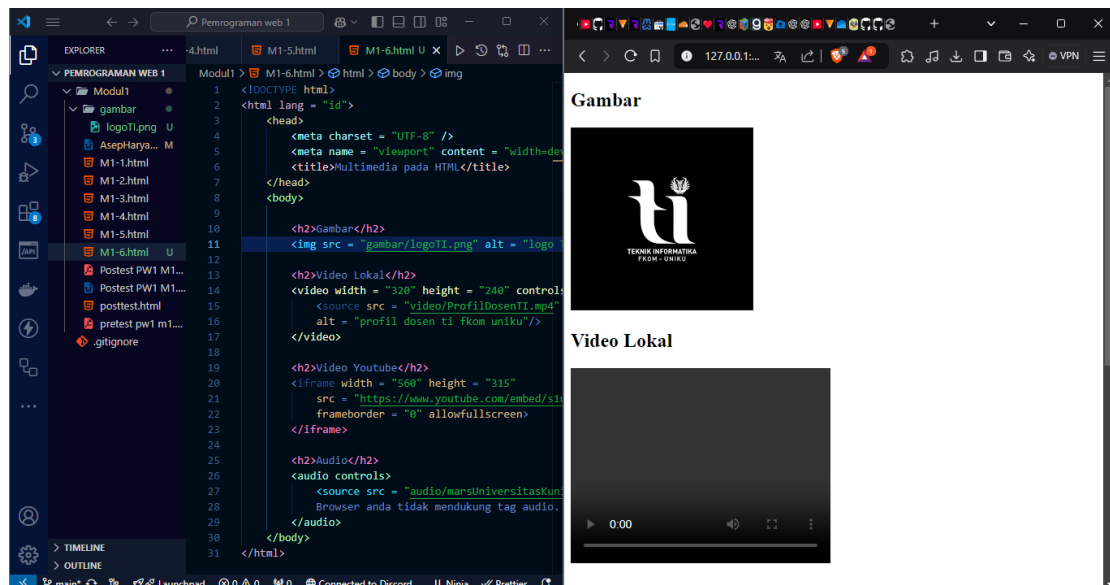 Pemrograman web 1
EXPLORER
PEMROGRAMAN WEB 1
Modul1
gambar
logoTI.png U
AsepHarya... M
M1-1.html
M1-2.html
M1-3.html
M1-4.html
M1-5.html
M1-6.html U
Postest PW1 M1...
Postest PW1 M1....
posttest.html
pretest pw1 m1....
.gitignore
TIMELINE
OUTLINE
-4.html M1-5.html M1-6.html U
Modul1 > M1-6.html > html > body > img
1 <!DOCTYPE html>
2 <html lang = "id">
3 <head>
4 <meta charset = "UTF-8" />
5 <meta name = "viewport" content = "width=dev
6 <title>Multimedia pada HTML</title>
7 </head>
8 <body>
9
10 <h2>Gambar</h2>
11 <img src = "gambar/logoTI.png" alt = "logo
12
13 <h2>Video Lokal</h2>
14 <video width = "320" height = "240" controls
15 <source src = "video/ProfilDosenTI.mp4"
16 alt = "profil dosen ti fkom uniku"/>
17 </video>
18
19 <h2>Video Youtube</h2>
20 <iframe width = "560" height = "315"
21 src = "https://www.youtube.com/embed/s1
22 frameborder = "0" allowfullscreen>
23 </iframe>
24
25 <h2>Audio</h2>
26 <audio controls>
27 <source src = "audio/marsUniversitasKuni
28 Browser anda tidak mendukung tag audio.
29 </audio>
30 </body>
31 </html>
main* Launchpad 0 0 0 Connected to Discord Ninja Prettier
127.0.0.1:... VPN
Gambar
ti
TEKNIK INFORMATIKA
FKOM - UNIKU
Video Lokal
0:00